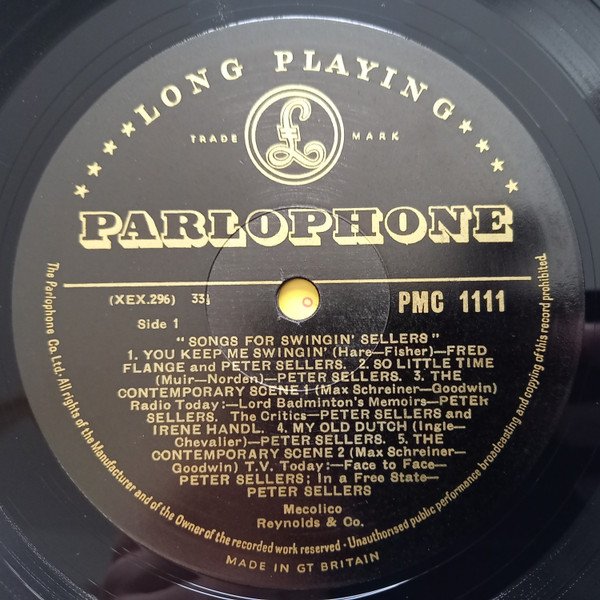 LONG PLAYING
TRADE £ MARK
PARLOPHONE
(XEX.296) 33⅓
PMC 1111
Side 1
"SONGS FOR SWINGIN' SELLERS"
1. YOU KEEP ME SWINGIN' (Hare—Fisher)—FRED
FLANGE and PETER SELLERS. 2. SO LITTLE TIME
(Muir—Norden)—PETER SELLERS. 3. THE
CONTEMPORARY SCENE 1 (Max Schreiner—Goodwin)
Radio Today:—Lord Badminton's Memoirs—PETER
SELLERS. The Critics—PETER SELLERS and
IRENE HANDL. 4. MY OLD DUTCH (Ingle—
Chevalier)—PETER SELLERS. 5. THE
CONTEMPORARY SCENE 2 (Max Schreiner—
Goodwin) T.V. Today:—Face to Face—
PETER SELLERS; In a Free State—
PETER SELLERS
Mecolico
Reynolds & Co.
The Parlophone Co. Ltd. All rights of the Manufacturer and of the Owner of the recorded work reserved · Unauthorised public performance broadcasting and copying of this record prohibited.
MADE IN GT BRITAIN